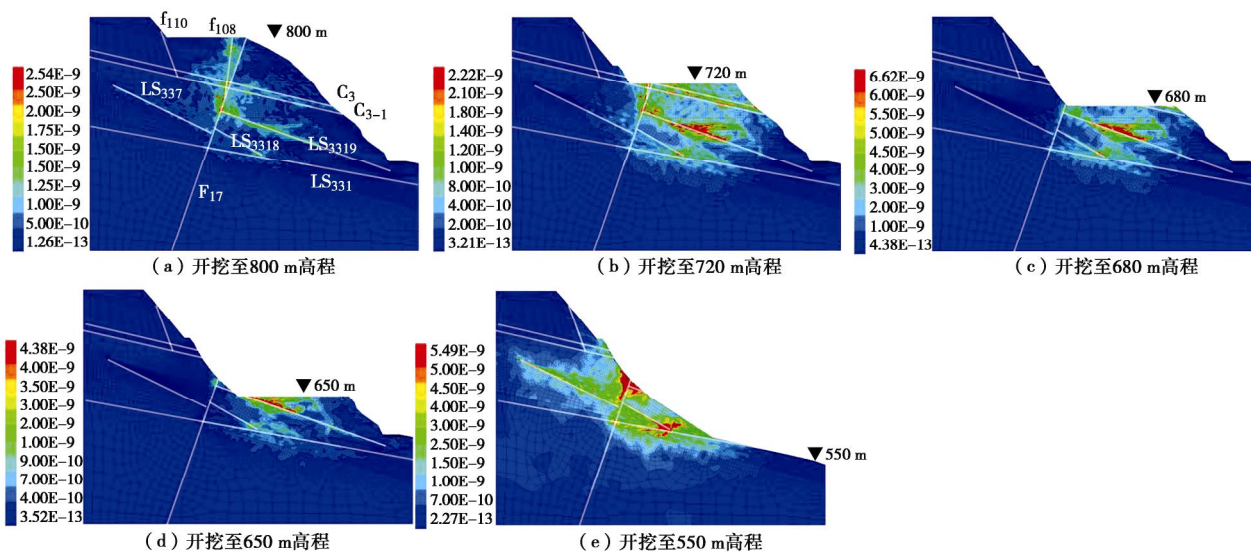 f₁₁₀
f₁₀₈
▼ 800 m
2.54E−9
2.50E−9
2.00E−9
1.75E−9
1.50E−9
1.25E−9
1.00E−9
5.00E−10
1.26E−13
LS₃₃₇
C₃
C₃₋₁
LS₃₃₁₈
LS₃₃₁₉
LS₃₃₁
F₁₇
(a)开挖至800 m高程
▼ 720 m
2.22E−9
2.10E−9
1.80E−9
1.40E−9
1.20E−9
1.20E−9
8.00E−10
4.00E−10
2.00E−10
3.21E−13
(b)开挖至720 m高程
▼ 680 m
6.62E−9
6.00E−9
5.50E−9
5.00E−9
4.50E−9
3.00E−9
2.00E−9
1.00E−9
4.38E−13
(c)开挖至680 m高程
▼ 650 m
4.38E−9
4.00E−9
3.50E−9
3.00E−9
2.00E−9
1.00E−9
9.00E−10
7.00E−10
4.00E−10
3.52E−13
(d)开挖至650 m高程
▼ 550 m
5.49E−9
5.00E−9
4.50E−9
4.00E−9
3.00E−9
2.50E−9
1.50E−9
1.00E−9
7.00E−10
2.27E−13
(e)开挖至550 m高程